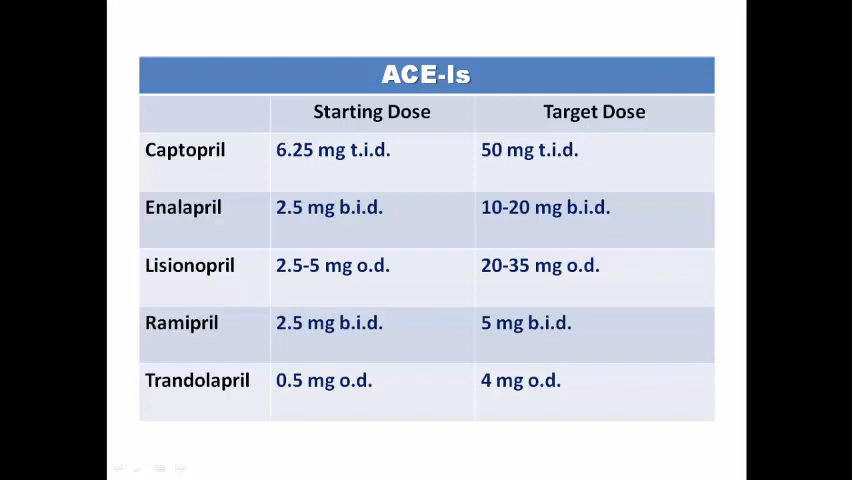 ACE-Is
Starting Dose Target Dose
Captopril 6.25 mg t.i.d. 50 mg t.i.d.
Enalapril 2.5 mg b.i.d. 10-20 mg b.i.d.
Lisionopril 2.5-5 mg o.d. 20-35 mg o.d.
Ramipril 2.5 mg b.i.d. 5 mg b.i.d.
Trandolapril 0.5 mg o.d. 4 mg o.d.